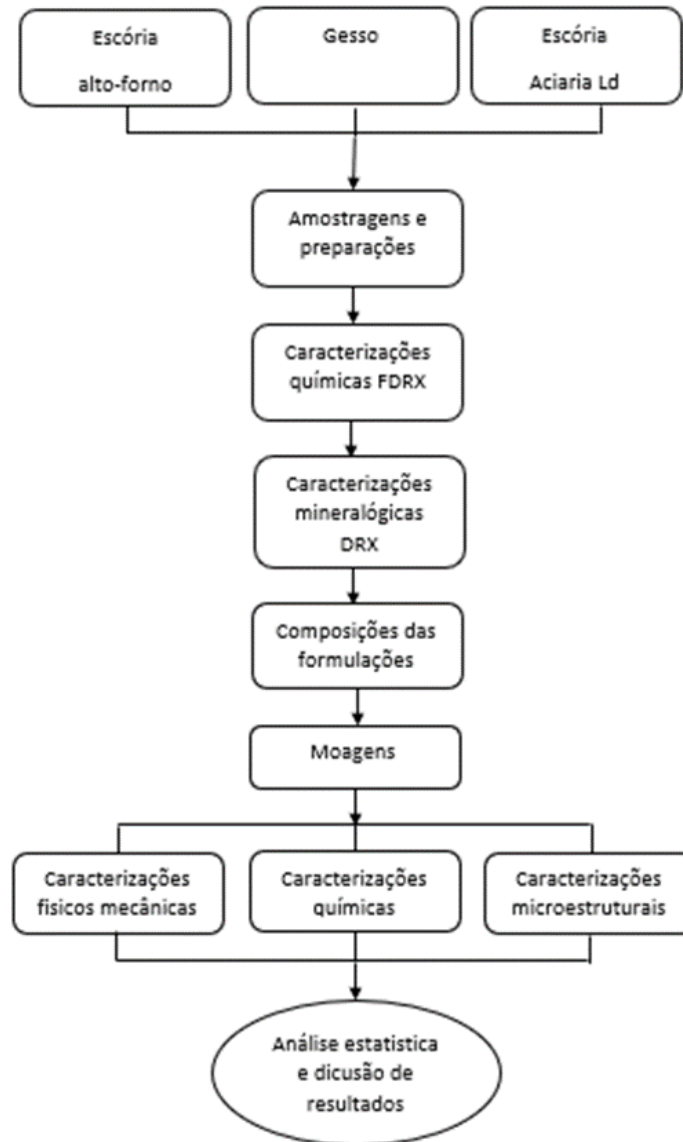 Escória
alto-forno
Gesso
Escória
Aciaria Ld
Amostragens e
preparações
Caracterizações
químicas FDRX
Caracterizações
mineralógicas
DRX
Composições das
formulações
Moagens
Caracterizações
fisicos mecânicas
Caracterizações
químicas
Caracterizações
microestruturais
Análise estatistica
e dicusão de
resultados